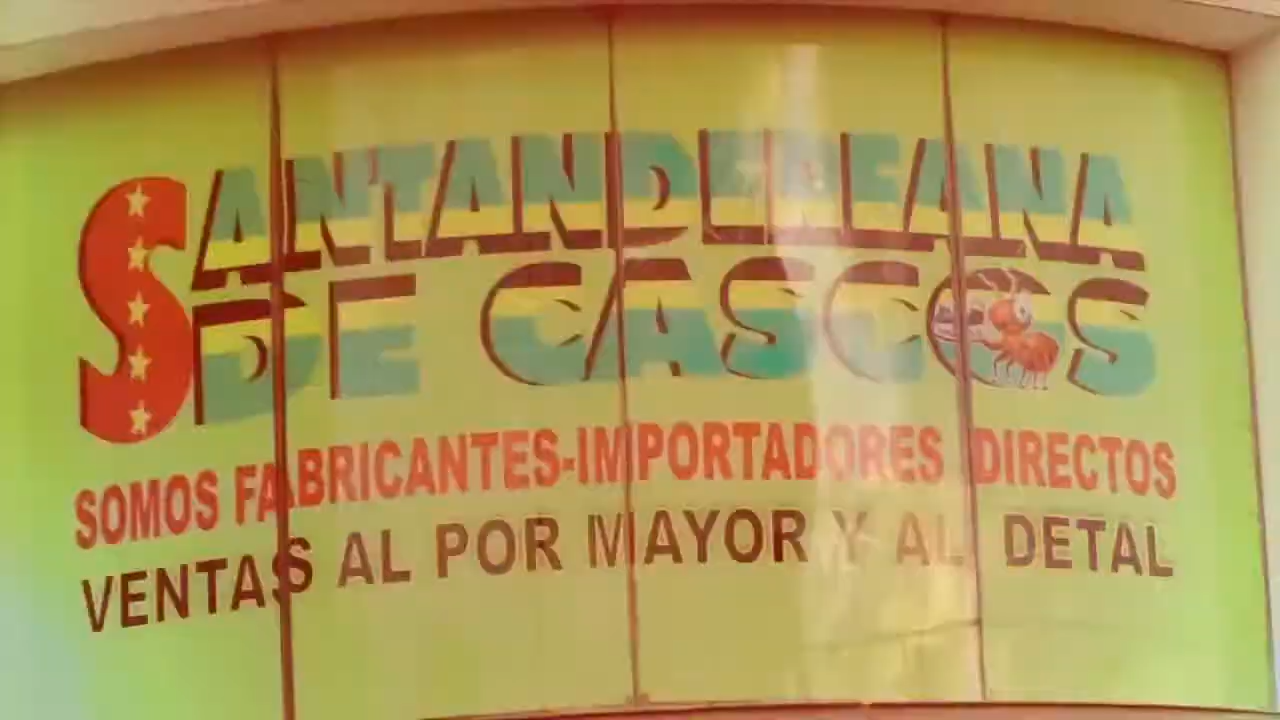 SANTANDEREANA
DE CASCOS
SOMOS FABRICANTES-IMPORTADORES DIRECTOS
VENTAS AL POR MAYOR Y AL DETAL